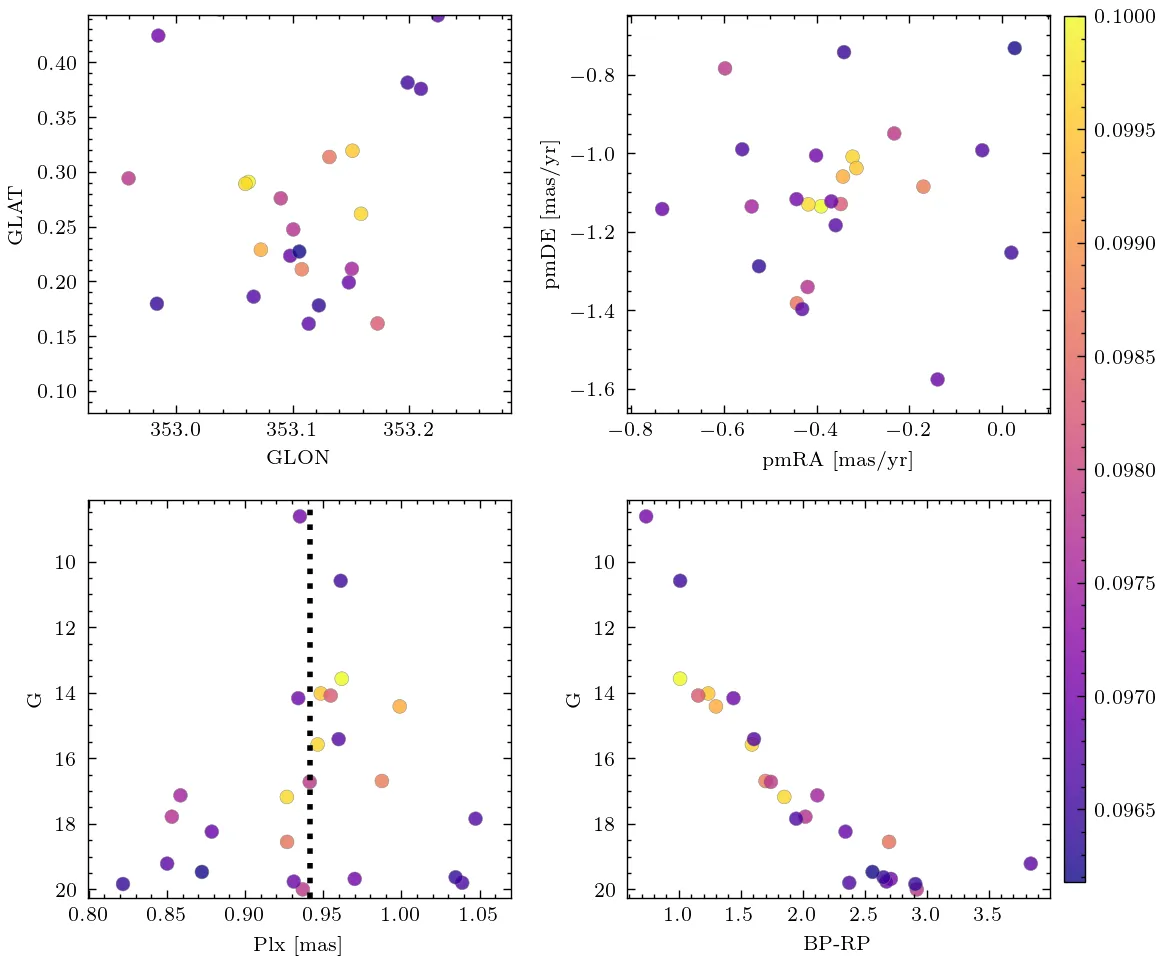 0.40
0.35
0.30
0.25
0.20
0.15
0.10
GLAT
353.0 353.1 353.2
GLON
−0.8
−1.0
−1.2
−1.4
−1.6
pmDE [mas/yr]
−0.8 −0.6 −0.4 −0.2 0.0
pmRA [mas/yr]
0.1000
0.0995
0.0990
0.0985
0.0980
0.0975
0.0970
0.0965
10
12
14
16
18
20
G
0.80 0.85 0.90 0.95 1.00 1.05
Plx [mas]
10
12
14
16
18
20
G
1.0 1.5 2.0 2.5 3.0 3.5
BP-RP